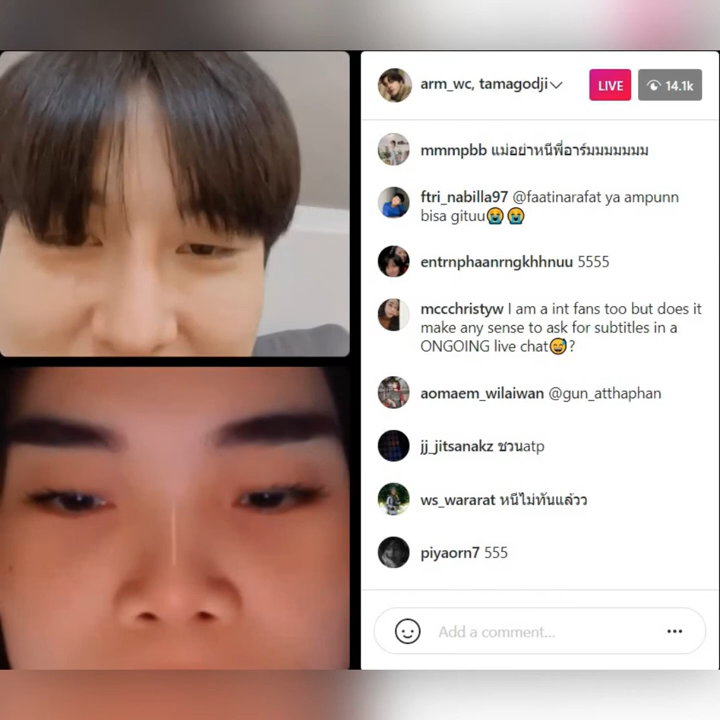 arm_wc, tamagodji
LIVE
14.1k
mmmpbb แม่อย่าหนีพี่อาร์มมมมมมม
ftri_nabilla97 @faatinarafat ya ampunn
bisa gituu😭😭
entrnphaanrngkhhnuu 5555
mccchristyw I am a int fans too but does it
make any sense to ask for subtitles in a
ONGOING live chat😅?
aomaem_wilaiwan @gun_atthaphan
jj_jitsanakz ชวนatp
ws_wararat หนีไม่ทันแล้วว
piyaorn7 555
Add a comment...